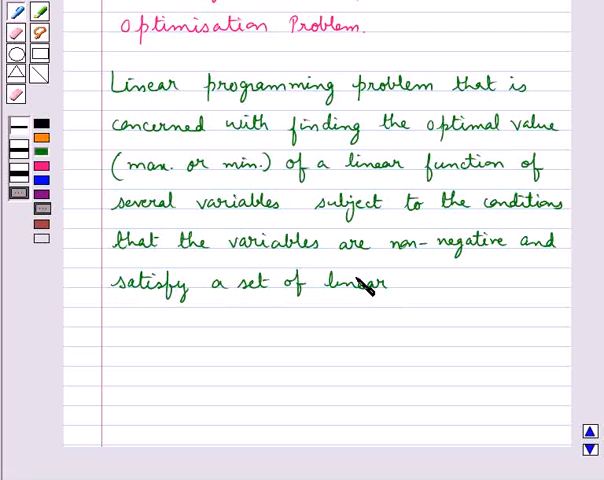 Optimisation Problem.
Linear programming problem that is
concerned with finding the optimal value
(max. or min.) of a linear function of
several variables subject to the conditions
that the variables are non-negative and
satisfy a set of linear